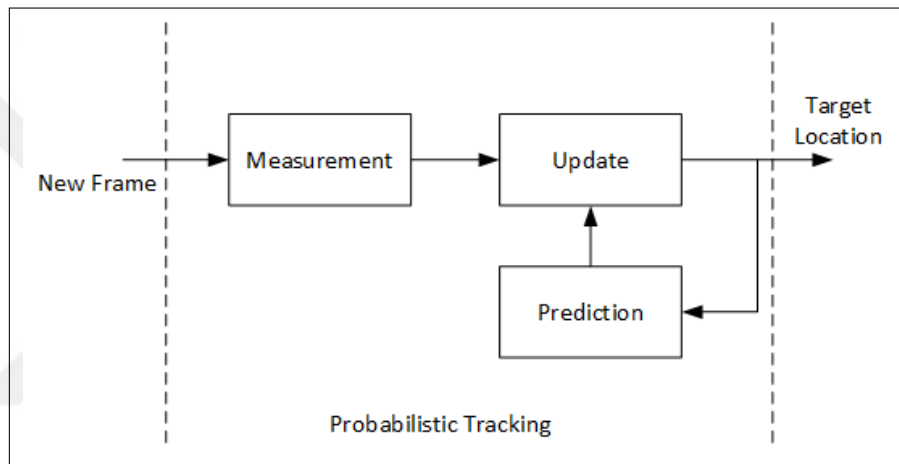 New Frame
Measurement
Update
Target
Location
Prediction
Probabilistic Tracking